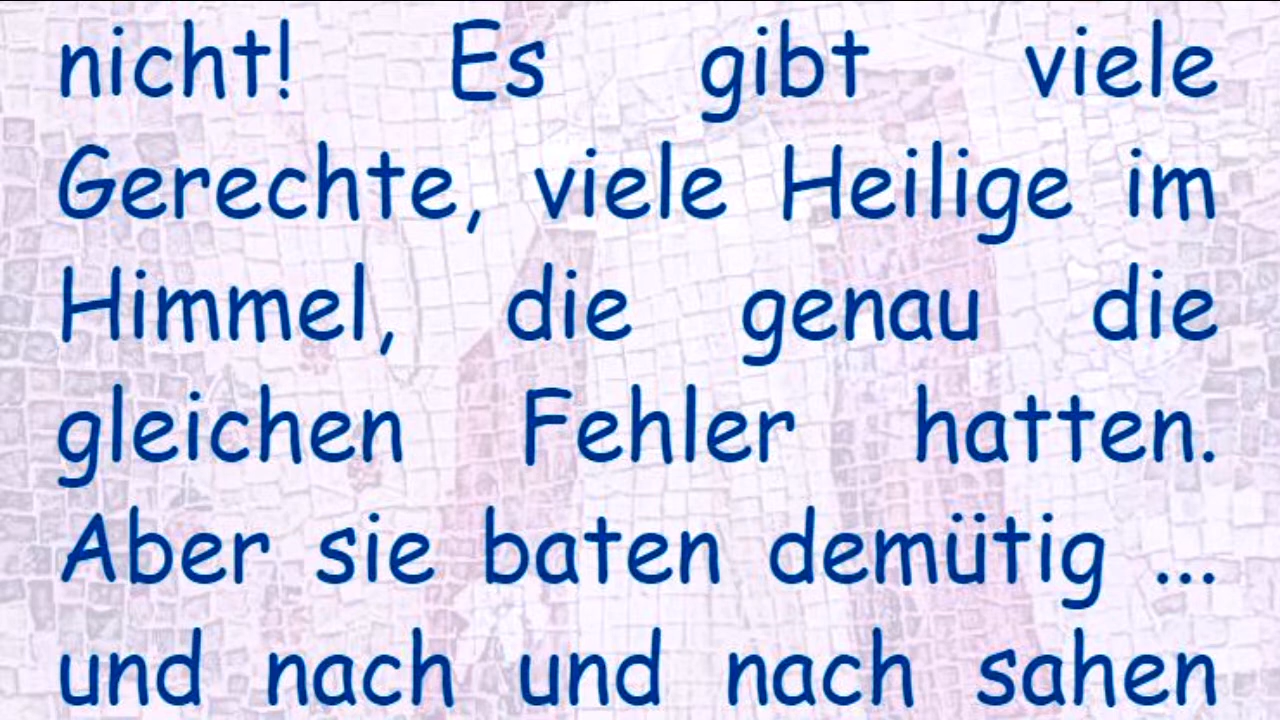 nicht! Es gibt viele
Gerechte, viele Heilige im
Himmel, die genau die
gleichen Fehler hatten.
Aber sie baten demütig ...
und nach und nach sahen